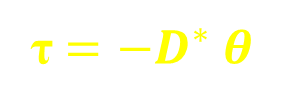 τ = −D* θ